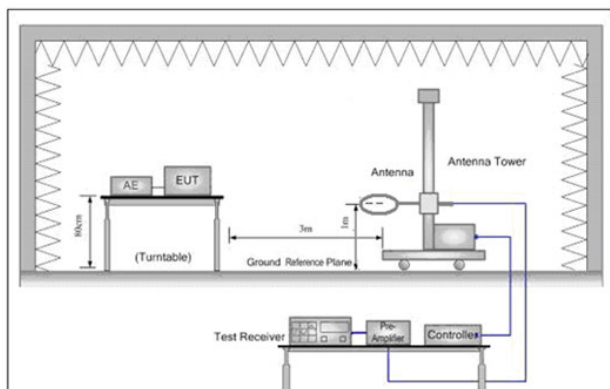 Antenna
Antenna Tower
AE
EUT
80cm
(Turntable)
3m
1m
Ground Reference Plane
Test Receiver
Pre-
Amplifier
Controller